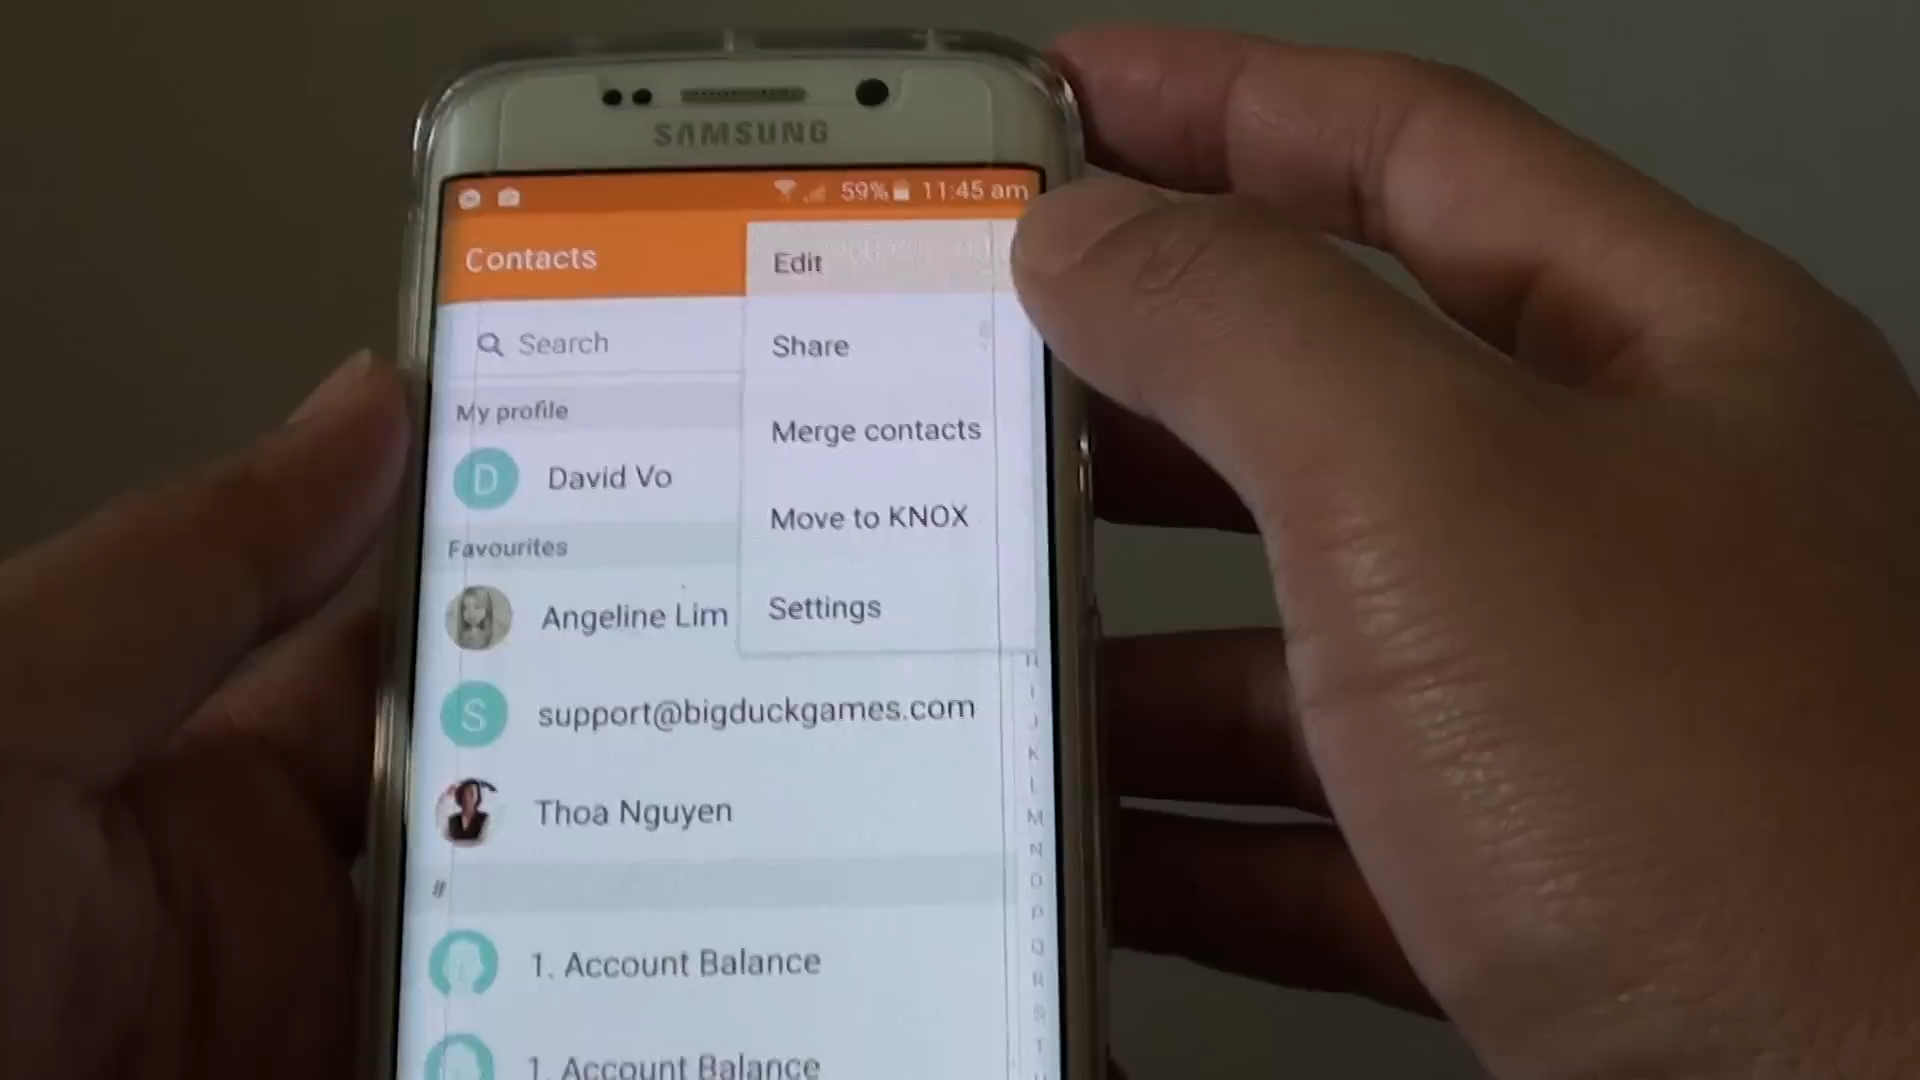 SAMSUNG
59% 11:45 am
Contacts
Edit
Search
Share
My profile
Merge contacts
D
David Vo
Move to KNOX
Favourites
Settings
Angeline Lim
S
support@bigduckgames.com
Thoa Nguyen
#
1. Account Balance
1. Account Balance
I
J
K
L
M
N
O
P
Q
R
S
T